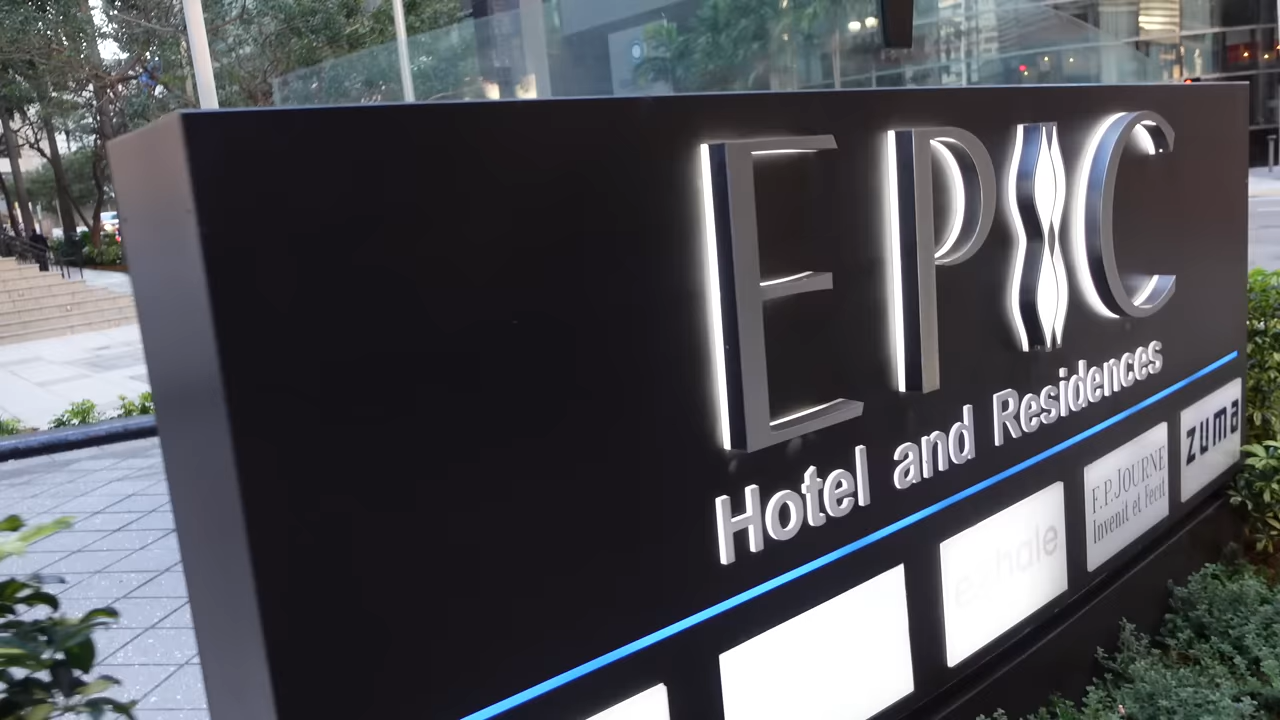 EPIC
Hotel and Residences
exhale
F.P.JOURNE
Invenit et Fecit
zuma